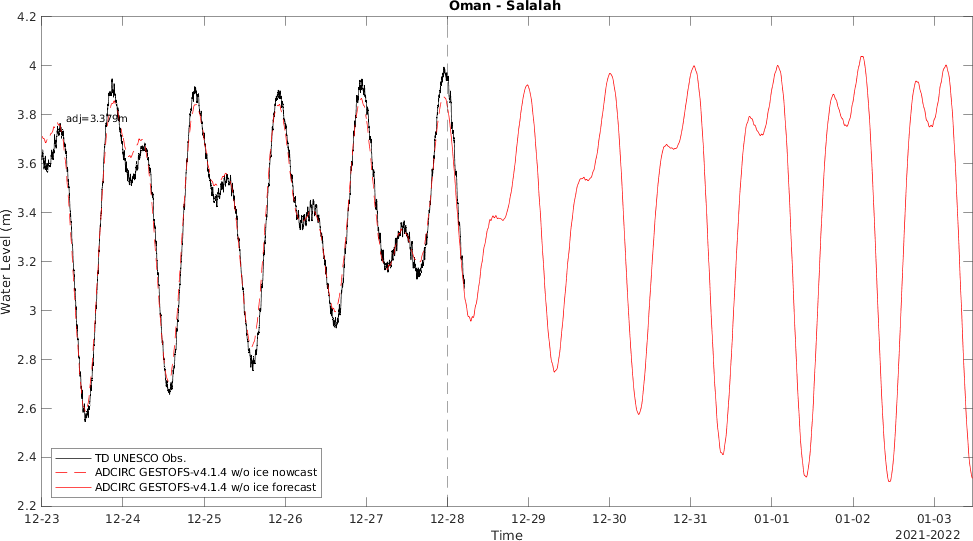 Oman - Salalah
4.2
4
3.8
3.6
3.4
3.2
3
2.8
2.6
2.4
2.2
Water Level (m)
adj=3.379m
TD UNESCO Obs.
ADCIRC GESTOFS-v4.1.4 w/o ice nowcast
ADCIRC GESTOFS-v4.1.4 w/o ice forecast
12-23 12-24 12-25 12-26 12-27 12-28 12-29 12-30 12-31 01-01 01-02 01-03
Time
2021-2022